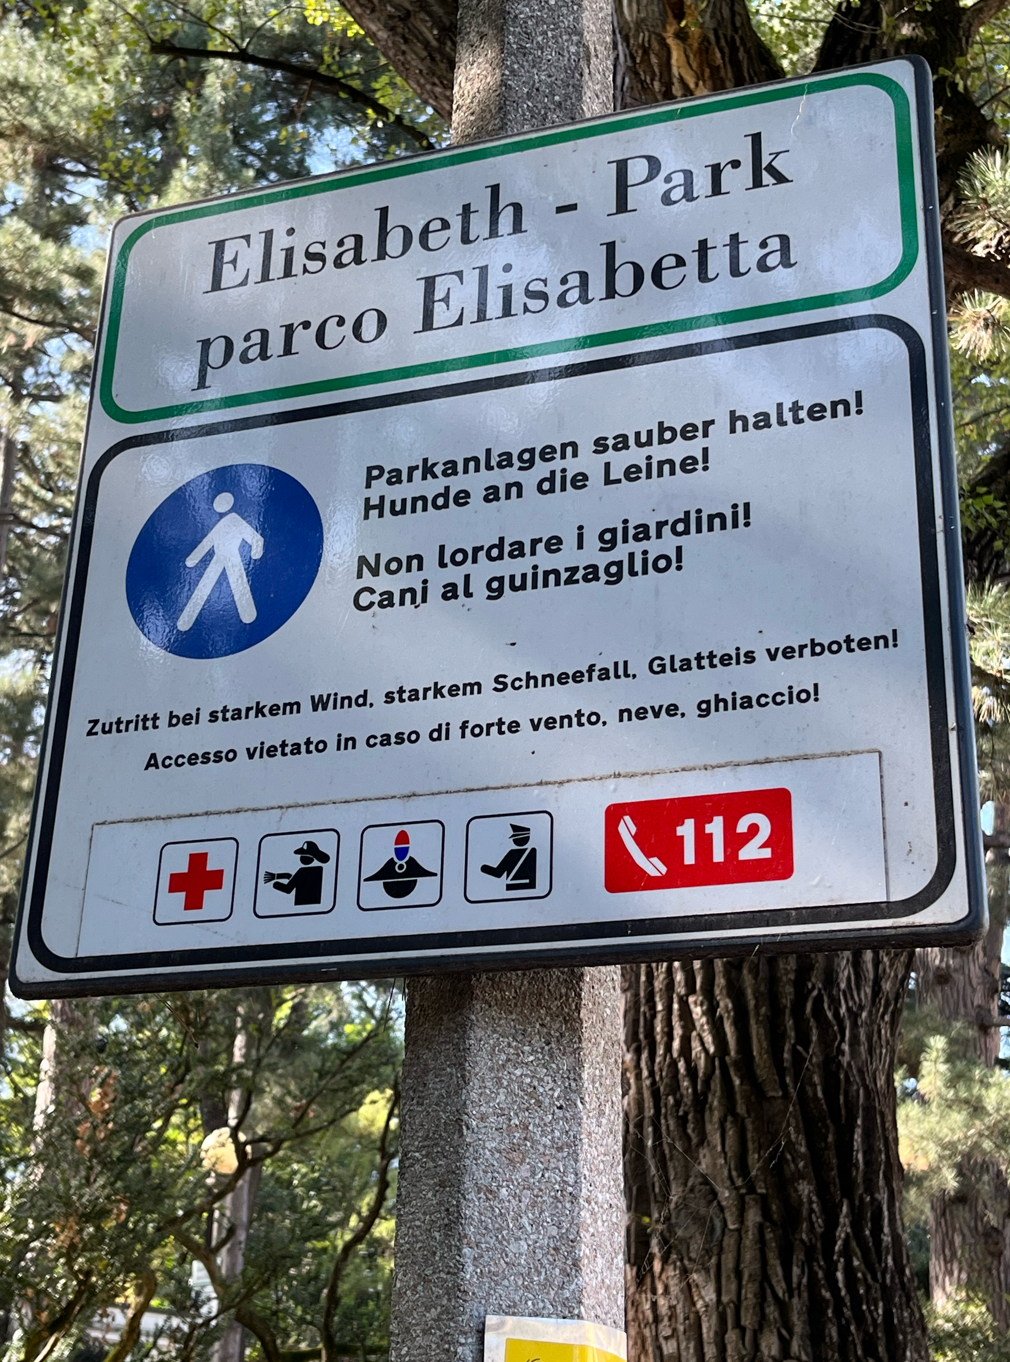 Elisabeth - Park
parco Elisabetta
Parkanlagen sauber halten!
Hunde an die Leine!
Non lordare i giardini!
Cani al guinzaglio!
Zutritt bei starkem Wind, starkem Schneefall, Glatteis verboten!
Accesso vietato in caso di forte vento, neve, ghiaccio!
112